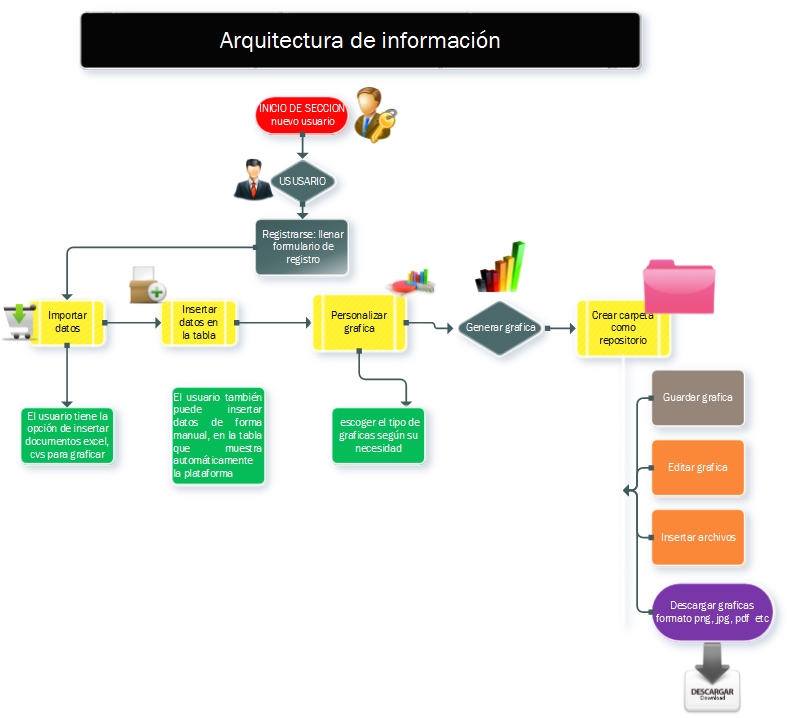 Arquitectura de información
INICIO DE SECCION
nuevo usuario
USUSARIO
Registrarse: llenar
formulario de
registro
Importar
datos
Insertar
datos en
la tabla
Personalizar
grafica
Generar grafica
Crear carpeta
como
repositorio
El usuario tiene la
opción de insertar
documentos excel,
cvs para graficar
El usuario también
puede insertar
datos de forma
manual, en la tabla
que muestra
automáticamente
la plataforma
escoger el tipo de
graficas según su
necesidad
Guardar grafica
Editar grafica
Insertar archivos
Descargar graficas
formato png, jpg, pdf etc
DESCARGAR
Download